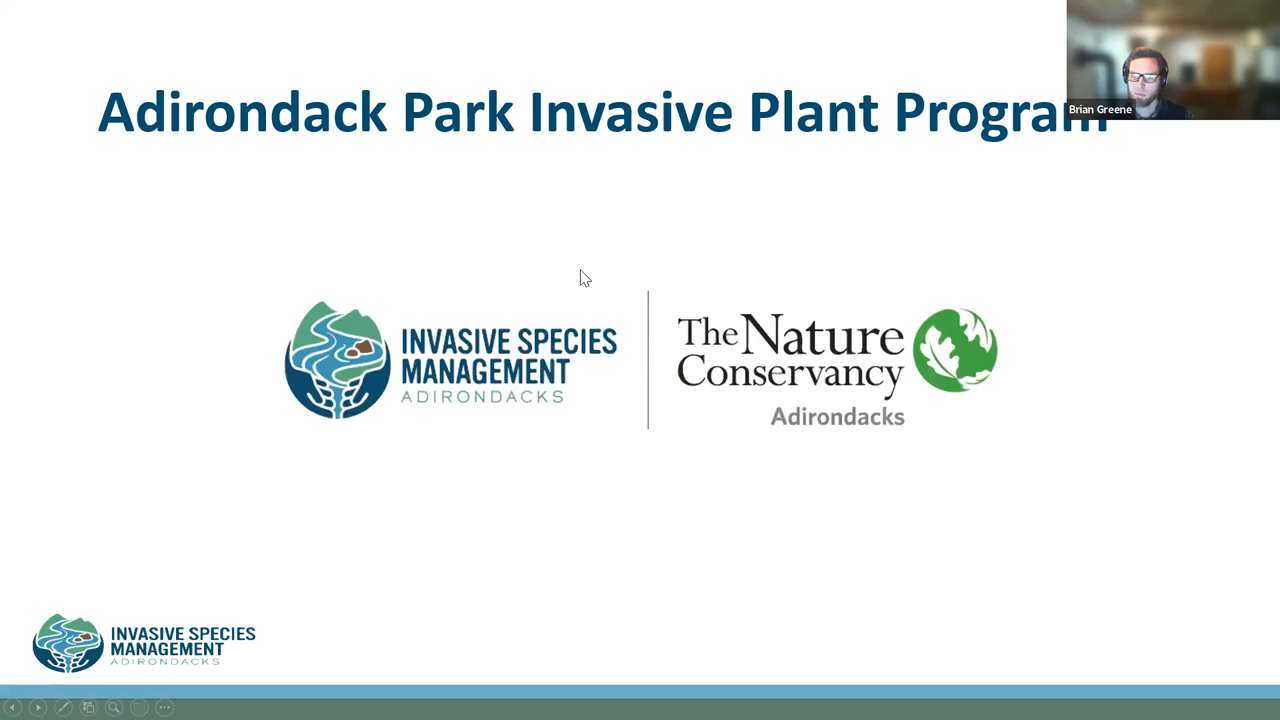 Adirondack Park Invasive Plant Program
Brian Greene
INVASIVE SPECIES
MANAGEMENT
ADIRONDACKS
The Nature
Conservancy
Adirondacks
INVASIVE SPECIES
MANAGEMENT
ADIRONDACKS